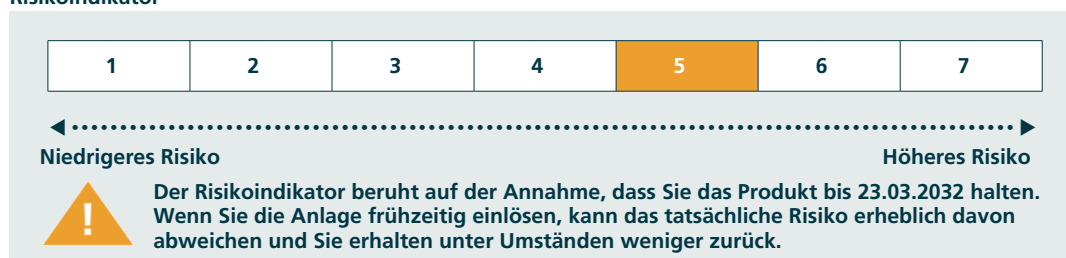 Risikoindikator
1 2 3 4 5 6 7
Niedrigeres Risiko Höheres Risiko
Der Risikoindikator beruht auf der Annahme, dass Sie das Produkt bis 23.03.2032 halten.
! Wenn Sie die Anlage frühzeitig einlösen, kann das tatsächliche Risiko erheblich davon
abweichen und Sie erhalten unter Umständen weniger zurück.